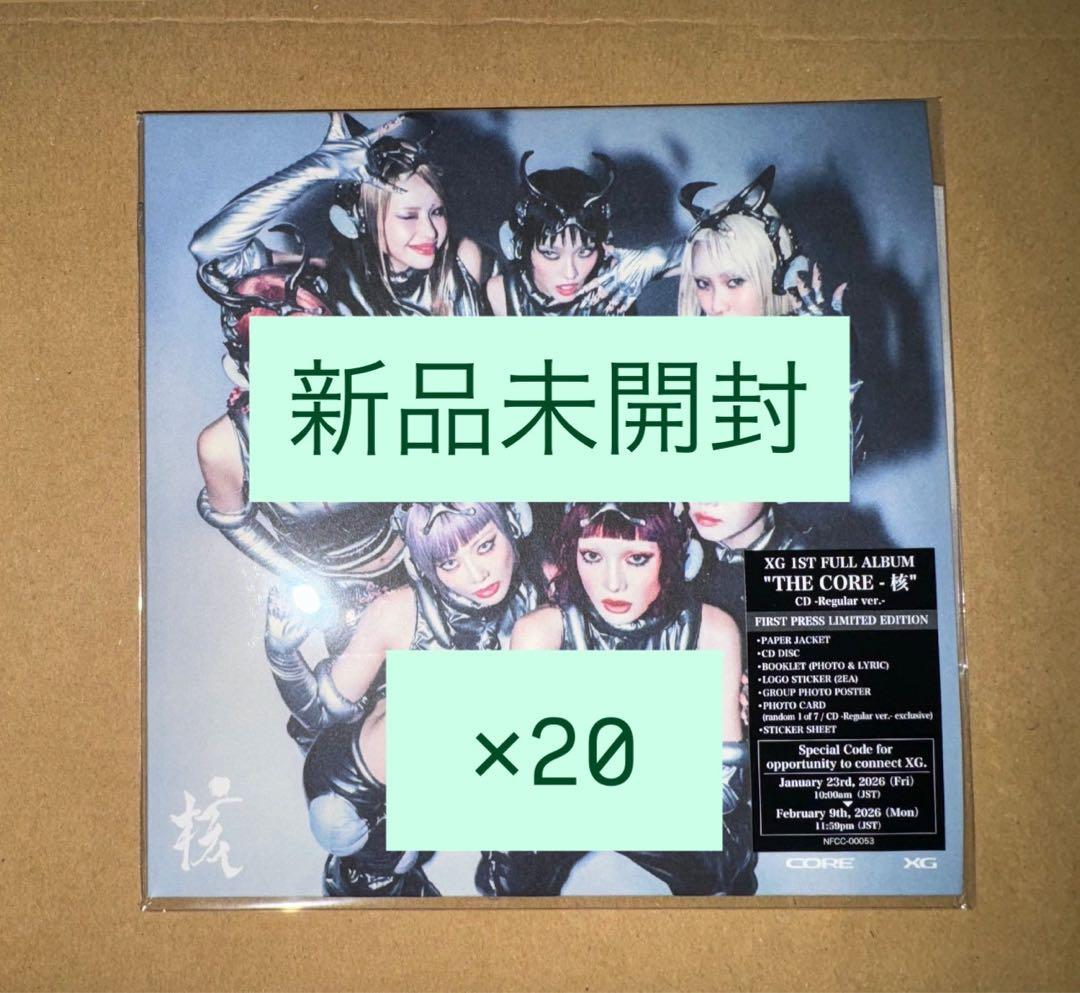 新品未開封
×20
XG 1ST FULL ALBUM
"THE CORE - 核"
CD -Regular ver.-
FIRST PRESS LIMITED EDITION
•PAPER JACKET
•CD DISC
•BOOKLET (PHOTO & LYRIC)
•LOGO STICKER (2EA)
•GROUP PHOTO POSTER
•PHOTO CARD
(random 1 of 7 / CD -Regular ver.- exclusive)
•STICKER SHEET
Special Code for
opportunity to connect XG.
January 23rd, 2026 (Fri)
10:00am (JST)
February 9th, 2026 (Mon)
11:59pm (JST)
NFCC-00053
核
CORE XG